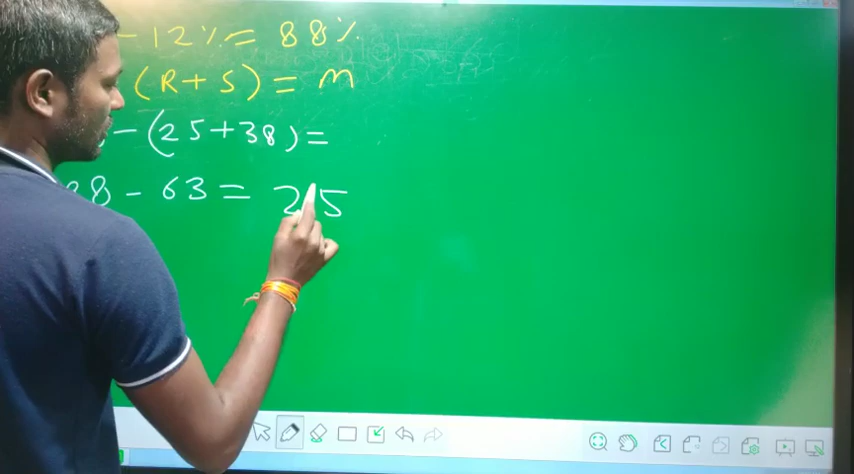 - 12% = 88%
(R + S) = m
- (25+38) =
88 - 63 = 25